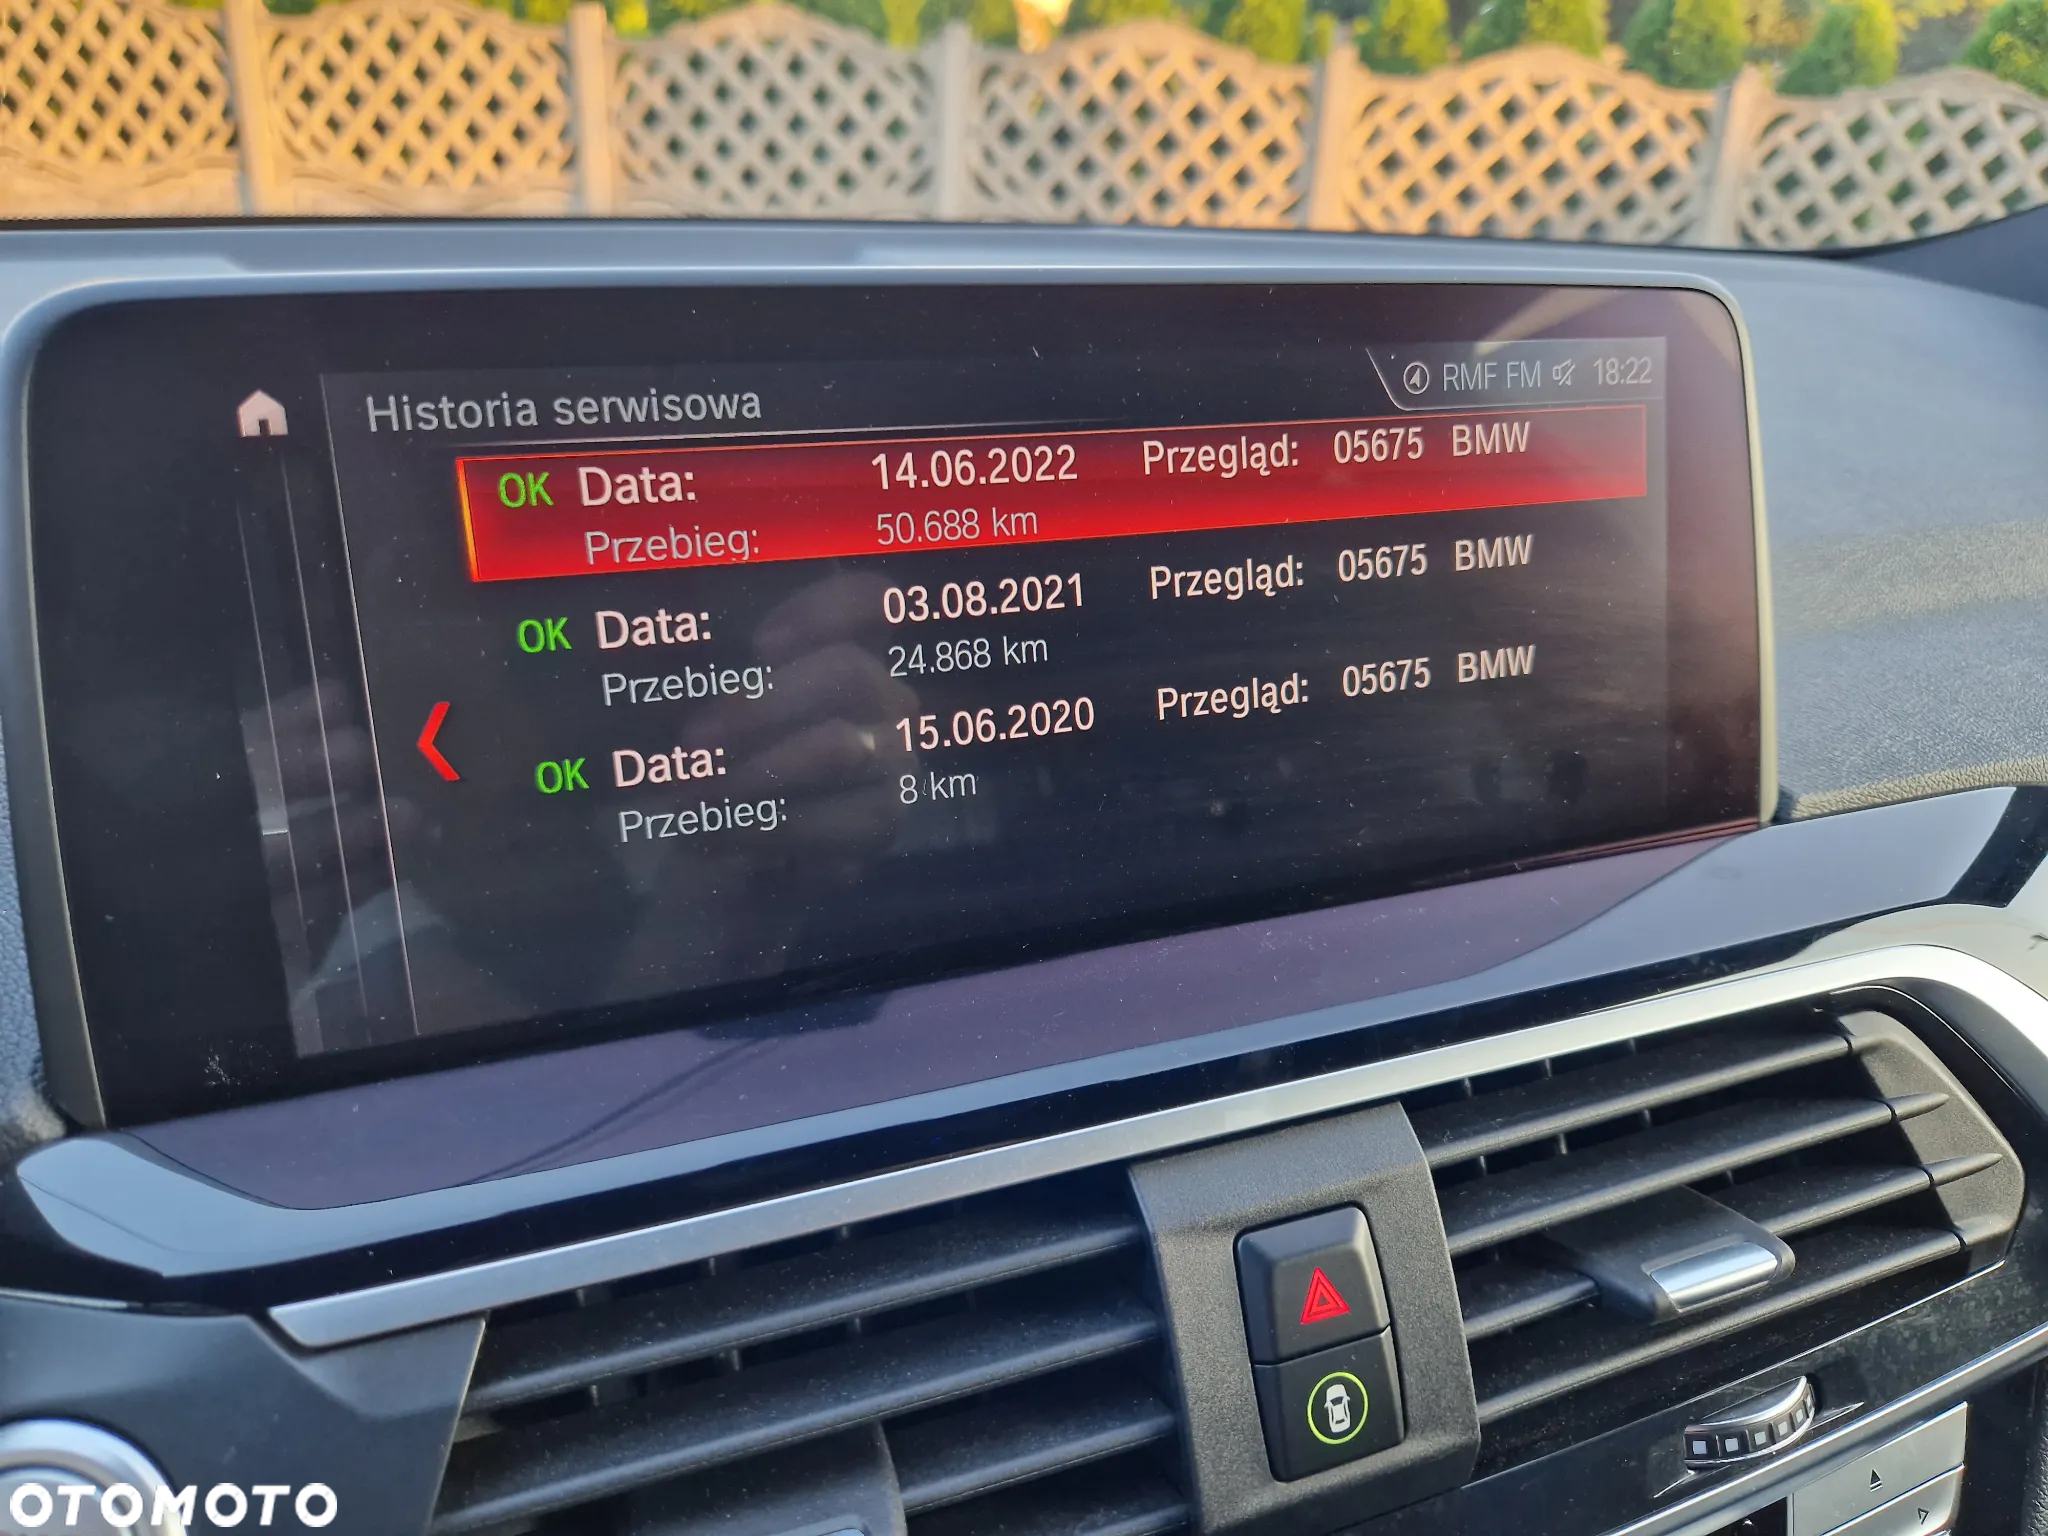 RMF FM 18:22
Historia serwisowa
OK Data: 14.06.2022 Przegląd: 05675 BMW
Przebieg: 50.688 km
OK Data: 03.08.2021 Przegląd: 05675 BMW
Przebieg: 24.868 km
OK Data: 15.06.2020 Przegląd: 05675 BMW
Przebieg: 8 km
OTOMOTO